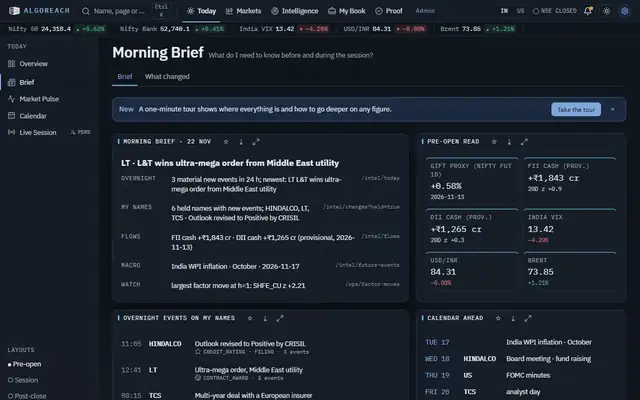 ALGOREACH
Name, page or ... Ctrl K
Today Markets Intelligence My Book Proof Admin
IN US NSE CLOSED
Nifty 50 24,318.4 ▲ +0.62% Nifty Bank 52,740.1 ▲ +0.41% India VIX 13.42 ▼ -4.20% USD/INR 84.31 ▼ -0.08% Brent 73.85 ▲ +1.21%
TODAY
Overview
Brief
Market Pulse
Calendar
Live Session
LAYOUTS
Pre-open
Session
Post-close
Morning Brief What do I need to know before and during the session?
Brief What changed
New A one-minute tour shows where everything is and how to go deeper on any figure. Take the tour ×
MORNING BRIEF · 22 NOV
LT · L&T wins ultra-mega order from Middle East utility
OVERNIGHT 3 material new events in 24 h; newest: LT L&T wins ultra- /intel/today
mega order from Middle East utility
MY NAMES 6 held names with new events; HINDALCO, LT, /intel/changes?held=true
TCS · Outlook revised to Positive by CRISIL
FLOWS FII cash +₹1,843 cr · DII cash +₹1,265 cr (provisional, 2026- /intel/flows
11-13)
MACRO India WPI inflation · October · 2026-11-17 /intel/future-events
WATCH largest factor move at h=1: SHFE_CU z +2.21 /ops/factor-moves
PRE-OPEN READ
GIFT PROXY (NIFTY FUT
1D)
+0.58%
2026-11-13
FII CASH (PROV.)
+₹1,843 cr
20D z +0.9
DII CASH (PROV.)
+₹1,265 cr
20D z +0.3
INDIA VIX
13.42
-4.20%
USD/INR
84.31
BRENT
73.85
+1.21%
OVERNIGHT EVENTS ON MY NAMES
11:05 HINDALCO Outlook revised to Positive by CRISIL
CREDIT_RATING · FILING · 3 events
12:41 LT Ultra-mega order, Middle East utility
CONTRACT_AWARD · 2 events
08:15 TCS Multi-year deal with a European insurer
CALENDAR AHEAD
TUE 17 India WPI inflation · October
WED 18 HINDALCO Board meeting · fund raising
THU 19 US FOMC minutes
FRI 20 TCS analyst day